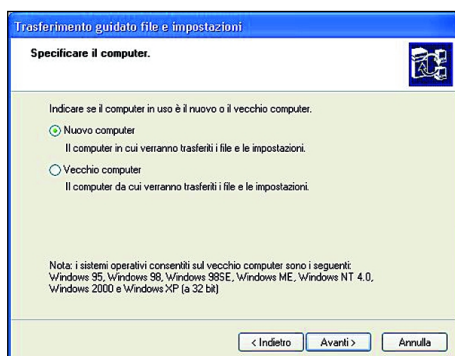 Trasferimento guidato file e impostazioni
Specificare il computer.
Indicare se il computer in uso è il nuovo o il vecchio computer.
Nuovo computer
Il computer in cui verranno trasferiti i file e le impostazioni.
Vecchio computer
Il computer da cui verranno trasferiti i file e le impostazioni.
Nota: i sistemi operativi consentiti sul vecchio computer sono i seguenti:
Windows 95, Windows 98, Windows 98SE, Windows ME, Windows NT 4.0,
Windows 2000 e Windows XP (a 32 bit)
< Indietro Avanti > Annulla